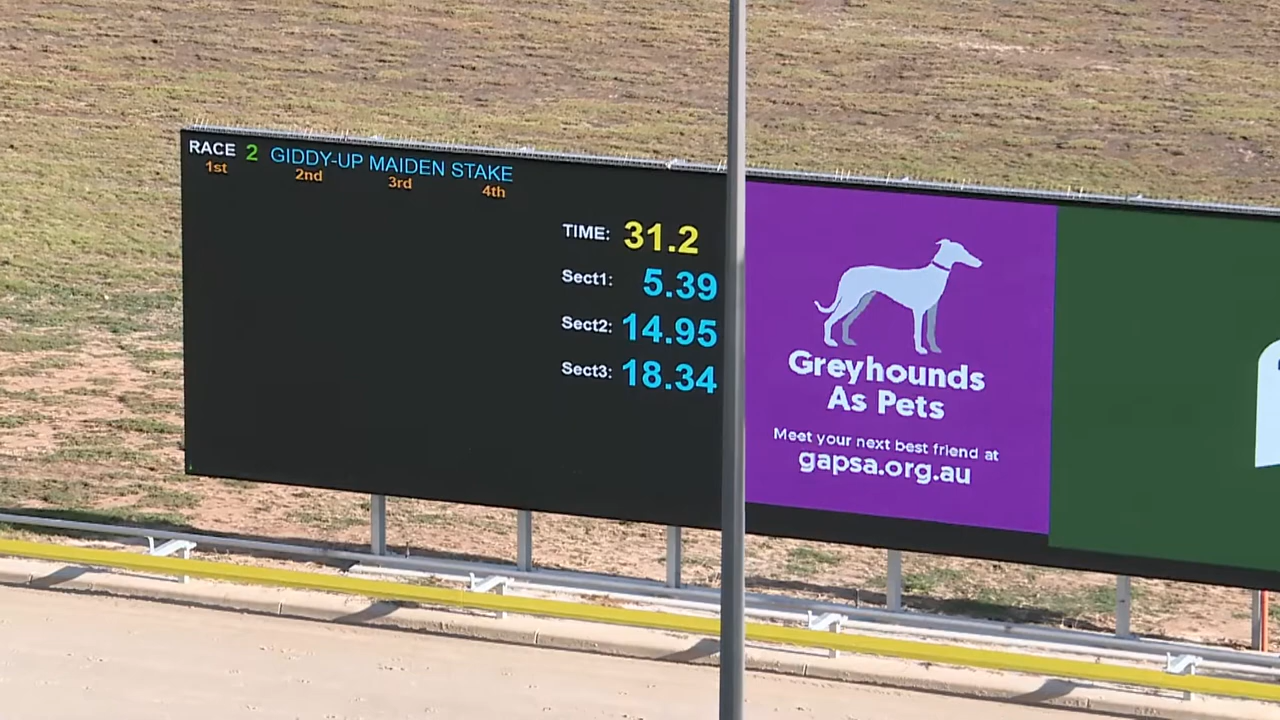 RACE 2 GIDDY-UP MAIDEN STAKE
1st 2nd 3rd 4th
TIME: 31.2
Sect1: 5.39
Sect2: 14.95
Sect3: 18.34
Greyhounds
As Pets
Meet your next best friend at
gapsa.org.au